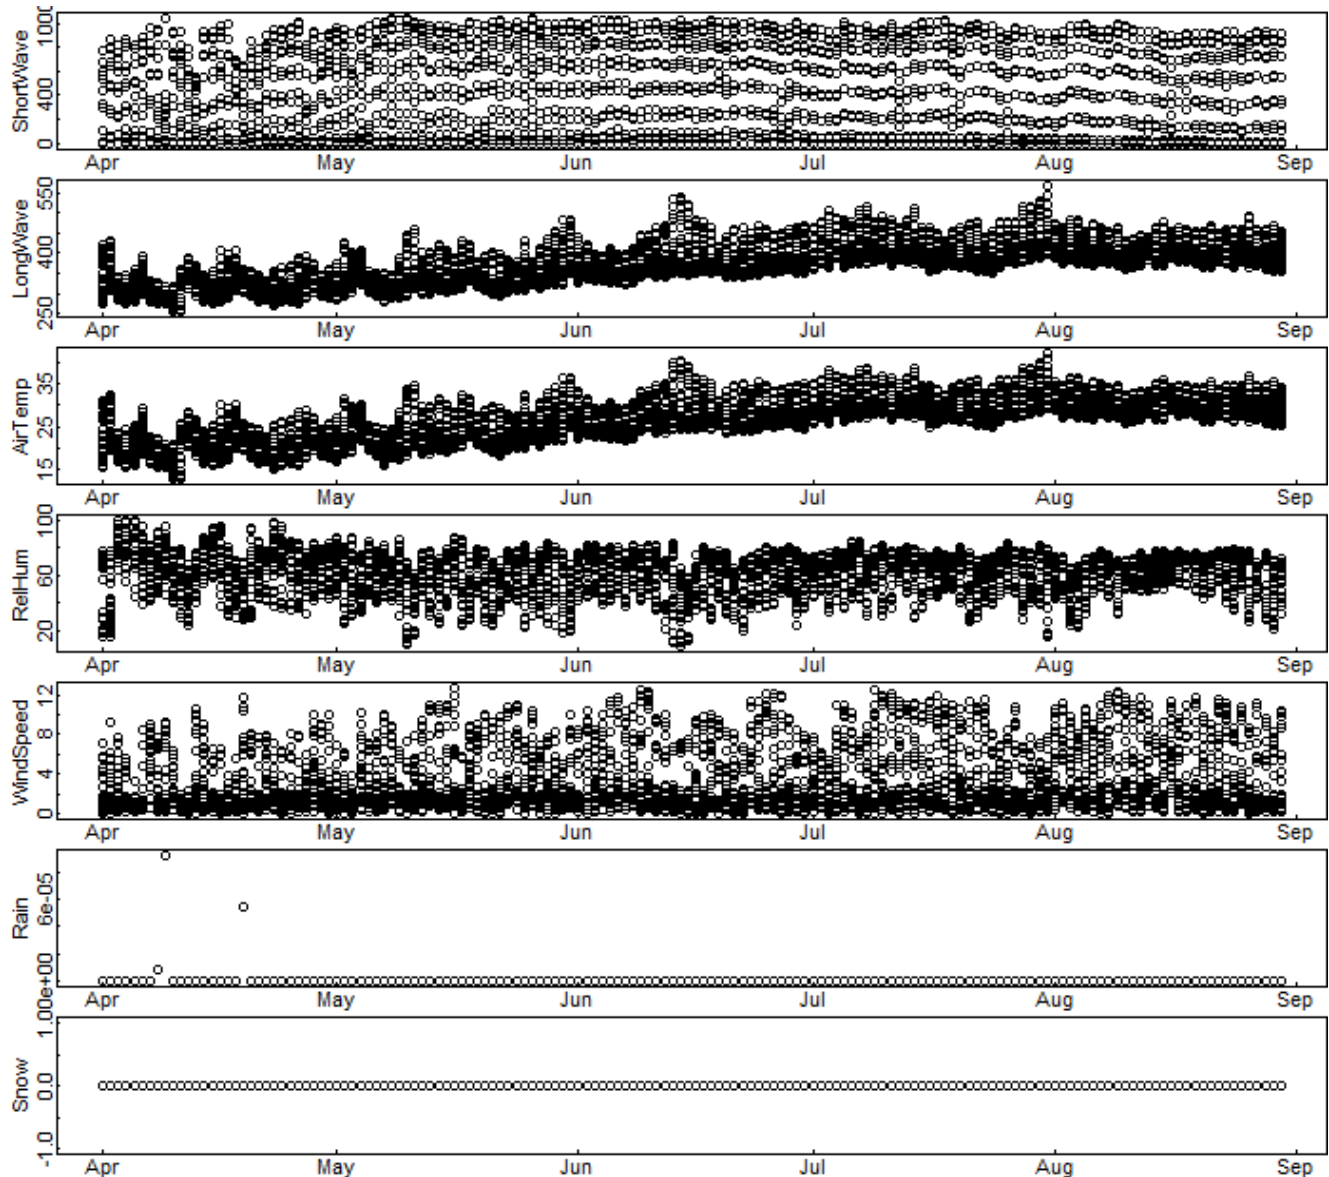 ShortWave
0 400 1000
Apr May Jun Jul Aug Sep
LongWave
250 400 550
Apr May Jun Jul Aug Sep
AirTemp
15 25 35
Apr May Jun Jul Aug Sep
RelHum
20 60 100
Apr May Jun Jul Aug Sep
WindSpeed
0 4 8 12
Apr May Jun Jul Aug Sep
Rain
0e+00 6e-05
Apr May Jun Jul Aug Sep
Snow
-1.0 0.0 1.0
Apr May Jun Jul Aug Sep